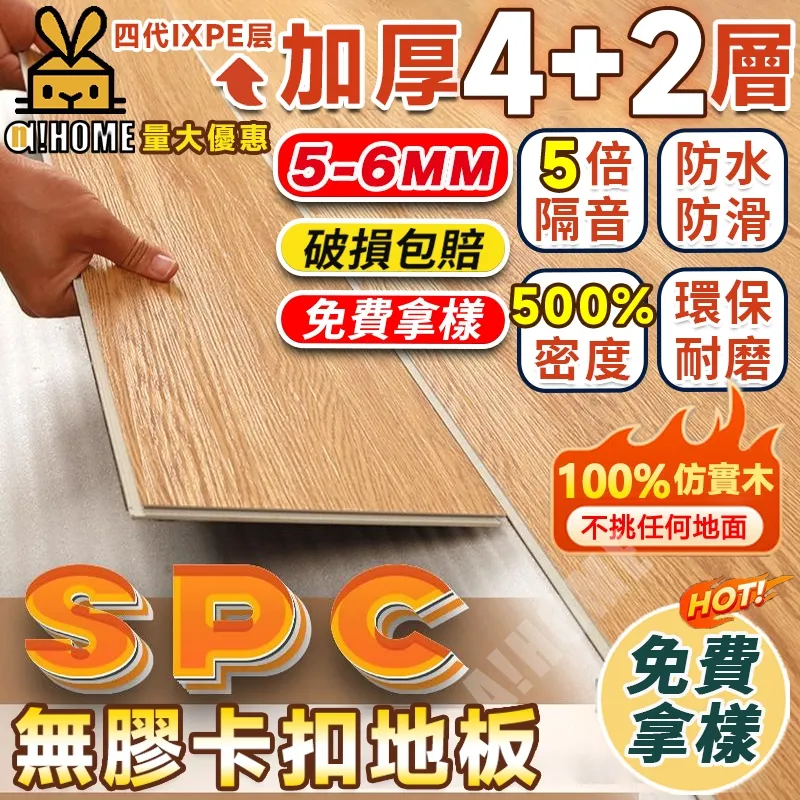 四代IXPE层
加厚4+2層
a!HOME
量大優惠
5-6MM
5倍
隔音
防水
防滑
破損包賠
免費拿樣
500%
密度
環保
耐磨
100%仿實木
不挑任何地面
SPC
HOT!
免費
拿樣
無膠卡扣地板
A!HOME